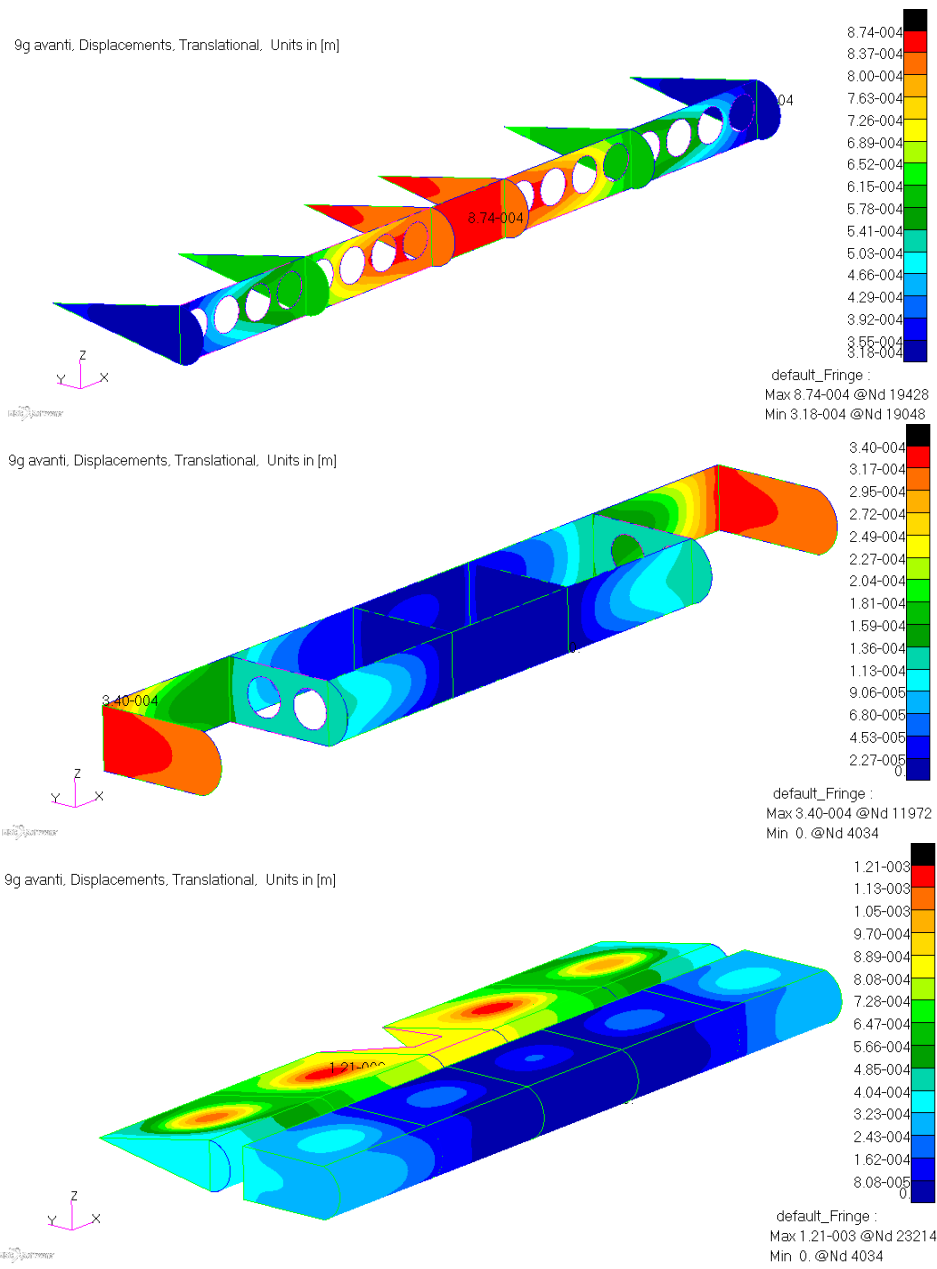 9g avanti, Displacements, Translational, Units in [m]
8.74-004
8.37-004
8.00-004
7.63-004
7.26-004
6.89-004
6.52-004
6.15-004
5.78-004
5.41-004
5.03-004
4.66-004
4.29-004
3.92-004
3.55-004
3.18-004
04
8.74-004
Z
Y
X
default_Fringe :
Max 8.74-004 @Nd 19428
Min 3.18-004 @Nd 19048
9g avanti, Displacements, Translational, Units in [m]
3.40-004
3.17-004
2.95-004
2.72-004
2.49-004
2.27-004
2.04-004
1.81-004
1.59-004
1.36-004
1.13-004
9.06-005
6.80-005
4.53-005
2.27-005
0.
3.40-004
Z
Y
X
default_Fringe :
Max 3.40-004 @Nd 11972
Min 0. @Nd 4034
9g avanti, Displacements, Translational, Units in [m]
1.21-003
1.13-003
1.05-003
9.70-004
8.89-004
8.08-004
7.28-004
6.47-004
5.66-004
4.85-004
4.04-004
3.23-004
2.43-004
1.62-004
8.08-005
0.
Z
Y
X
default_Fringe :
Max 1.21-003 @Nd 23214
Min 0. @Nd 4034